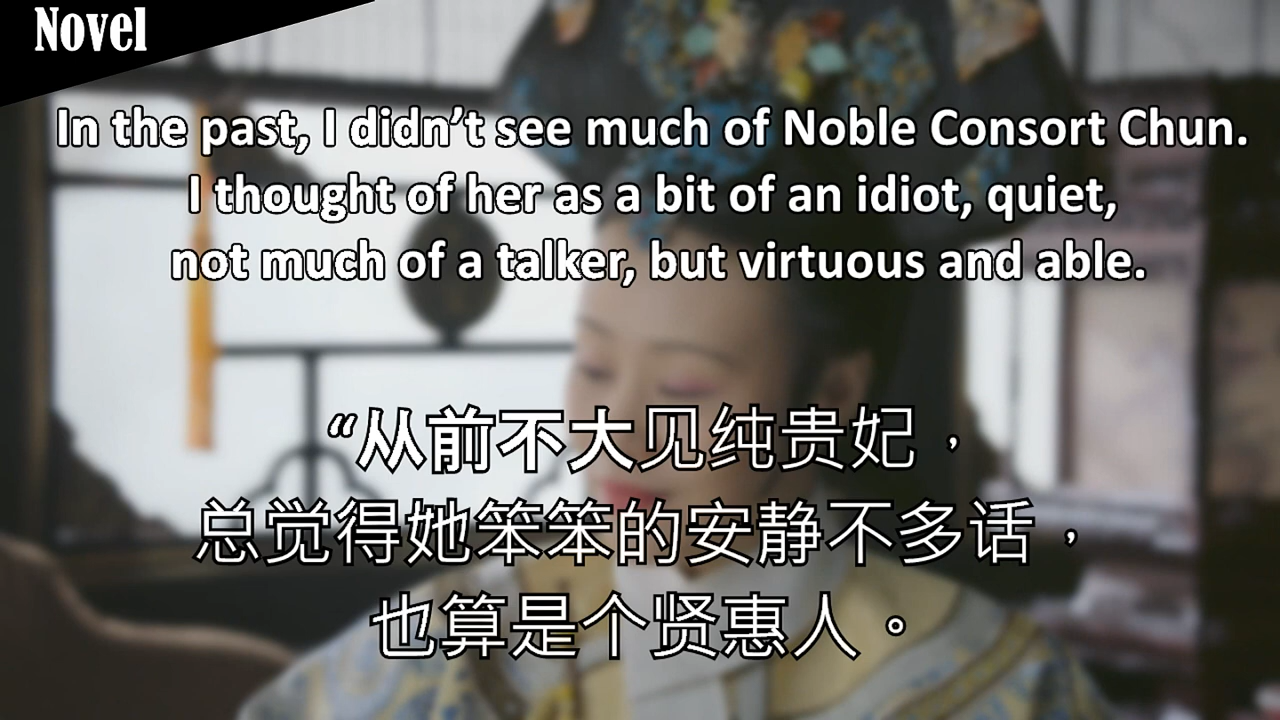 Novel
In the past, I didn’t see much of Noble Consort Chun.
I thought of her as a bit of an idiot, quiet,
not much of a talker, but virtuous and able.
“从前不大见纯贵妃，
总觉得她笨笨的安静不多话，
也算是个贤惠人。